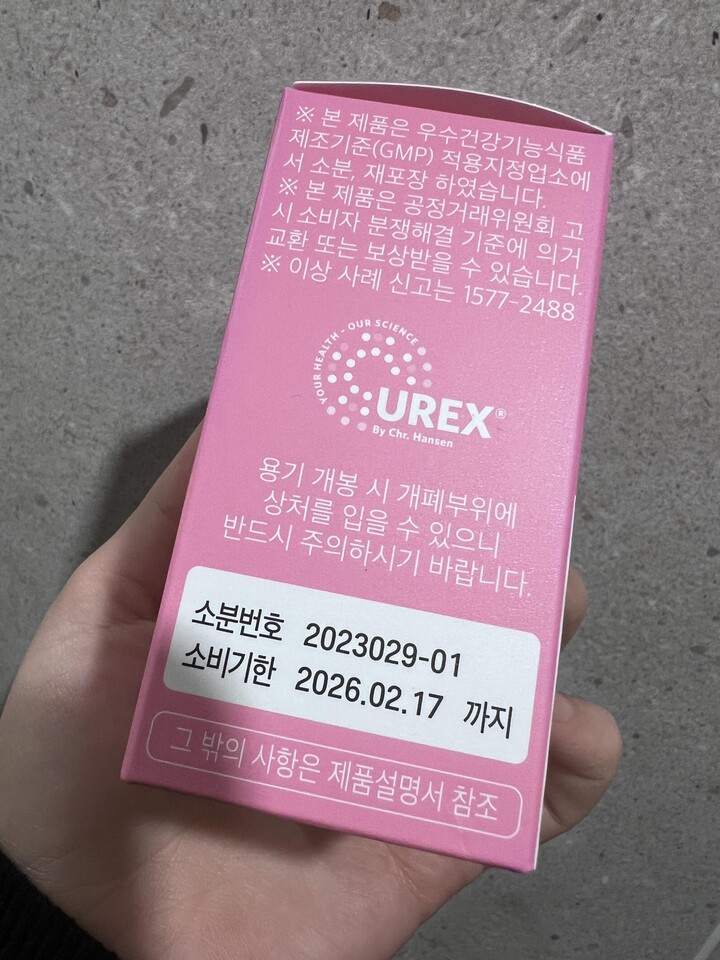 ※ 본 제품은 우수건강기능식품
제조기준(GMP) 적용지정업소에
서 소분, 재포장 하였습니다.
※ 본 제품은 공정거래위원회 고
시 소비자 분쟁해결 기준에 의거
교환 또는 보상받을 수 있습니다.
※ 이상 사례 신고는 1577-2488
YOUR HEALTH - OUR SCIENCE
UREX®
By Chr. Hansen
용기 개봉 시 개폐부위에
상처를 입을 수 있으니
반드시 주의하시기 바랍니다.
소분번호 2023029-01
소비기한 2026.02.17 까지
그 밖의 사항은 제품설명서 참조